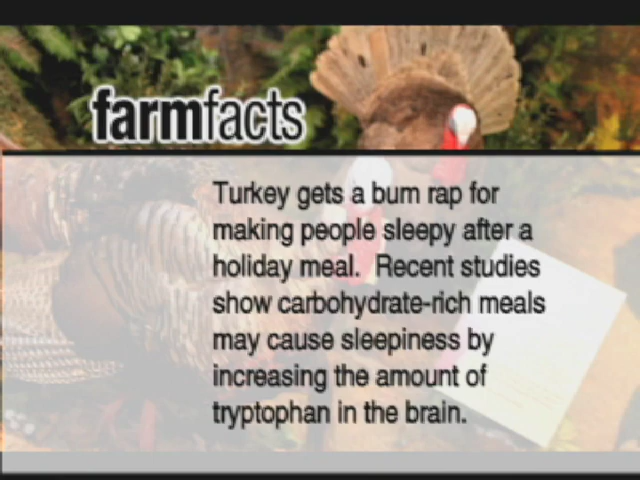 farmfacts
Turkey gets a bum rap for
making people sleepy after a
holiday meal. Recent studies
show carbohydrate-rich meals
may cause sleepiness by
increasing the amount of
tryptophan in the brain.